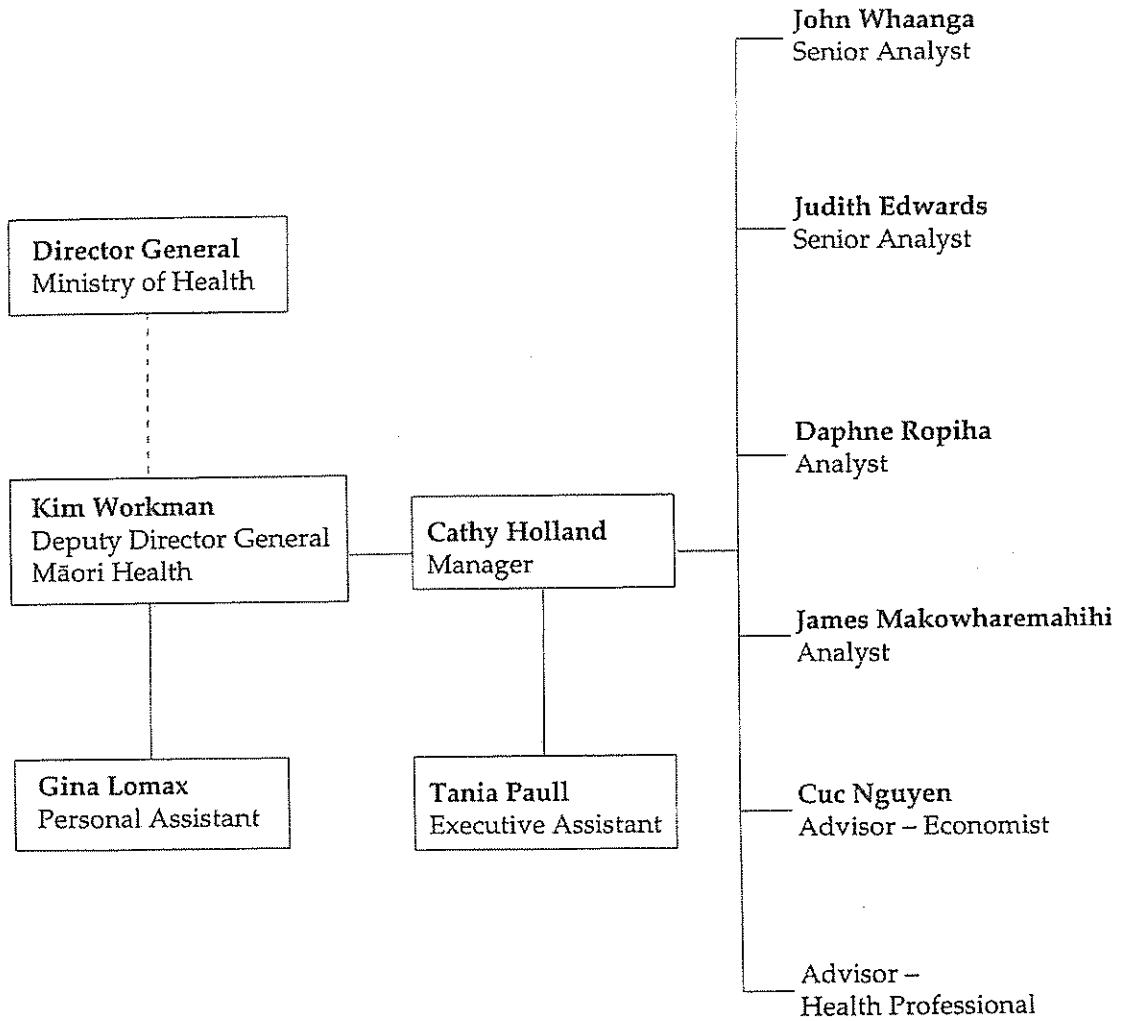 Director General
Ministry of Health
Kim Workman
Deputy Director General
Māori Health
Gina Lomax
Personal Assistant
Cathy Holland
Manager
Tania Paull
Executive Assistant
John Whaanga
Senior Analyst
Judith Edwards
Senior Analyst
Daphne Ropiha
Analyst
James Makowharemahihi
Analyst
Cuc Nguyen
Advisor – Economist
Advisor –
Health Professional